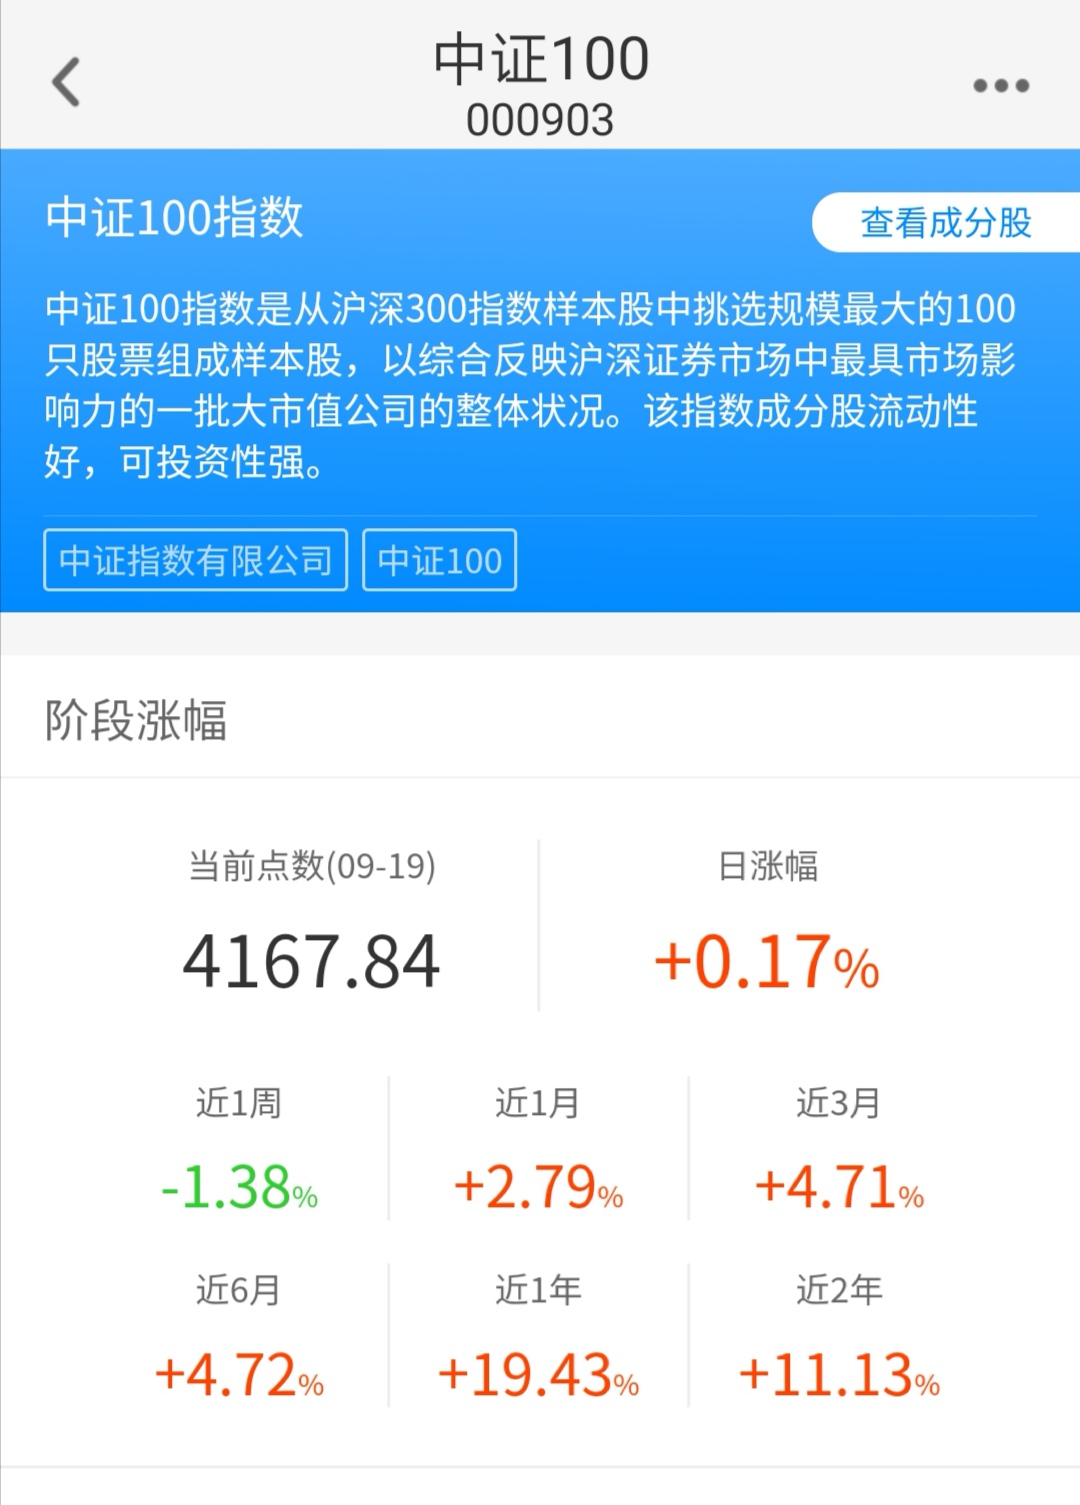 中证100
000903
中证100指数
查看成分股
中证100指数是从沪深300指数样本股中挑选规模最大的100
只股票组成样本股，以综合反映沪深证券市场中最具市场影
响力的一批大市值公司的整体状况。该指数成分股流动性
好，可投资性强。
中证指数有限公司 中证100
阶段涨幅
当前点数(09-19) 日涨幅
4167.84 +0.17%
近1周 近1月 近3月
-1.38% +2.79% +4.71%
近6月 近1年 近2年
+4.72% +19.43% +11.13%